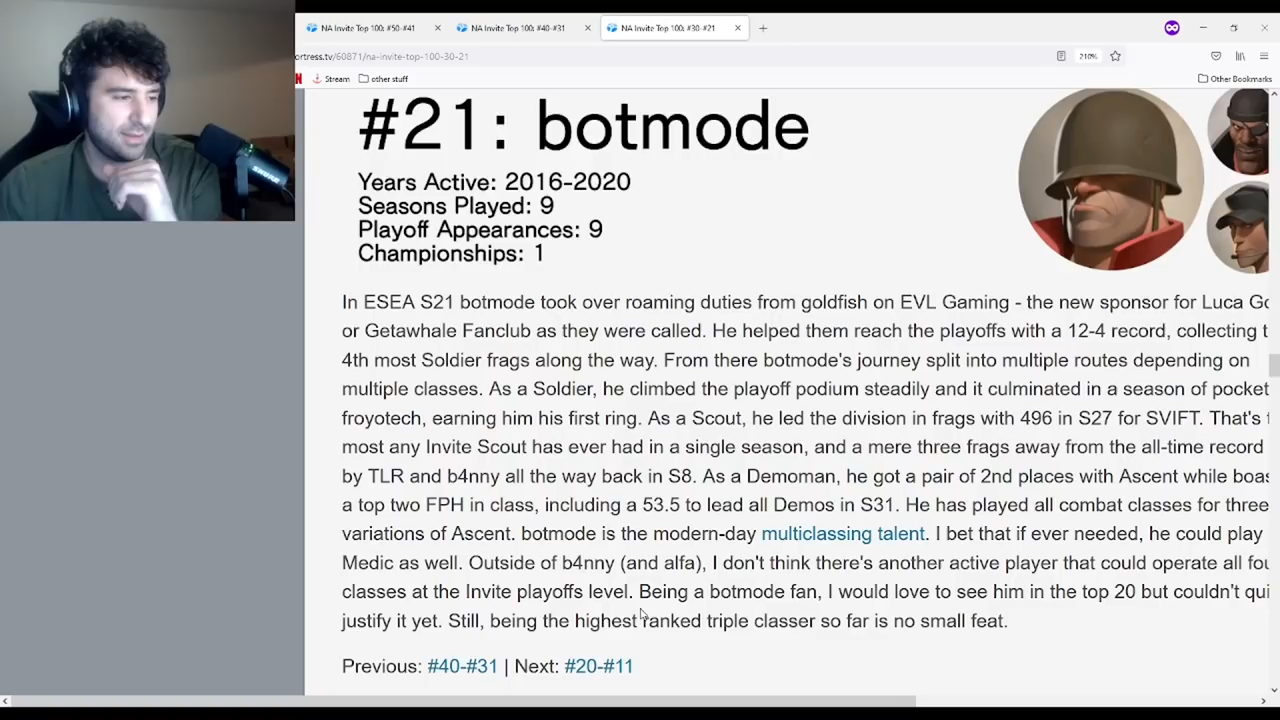 NA Invite Top 100: #50-#41
NA Invite Top 100: #40-#31
NA Invite Top 100: #30-#21
ortress.tv/60871/na-invite-top-100-30-21
210%
Stream
other stuff
Other Bookmarks
#21: botmode
Years Active: 2016-2020
Seasons Played: 9
Playoff Appearances: 9
Championships: 1
In ESEA S21 botmode took over roaming duties from goldfish on EVL Gaming - the new sponsor for Luca
or Getawhale Fanclub as they were called. He helped them reach the playoffs with a 12-4 record, collecting
4th most Soldier frags along the way. From there botmode's journey split into multiple routes depending on
multiple classes. As a Soldier, he climbed the playoff podium steadily and it culminated in a season of pocket
froyotech, earning him his first ring. As a Scout, he led the division in frags with 496 in S27 for SVIFT. That's
most any Invite Scout has ever had in a single season, and a mere three frags away from the all-time record
by TLR and b4nny all the way back in S8. As a Demoman, he got a pair of 2nd places with Ascent while
a top two FPH in class, including a 53.5 to lead all Demos in S31. He has played all combat classes for three
variations of Ascent. botmode is the modern-day multiclassing talent. I bet that if ever needed, he could play
Medic as well. Outside of b4nny (and alfa), I don't think there's another active player that could operate all
classes at the Invite playoffs level. Being a botmode fan, I would love to see him in the top 20 but couldn't
justify it yet. Still, being the highest ranked triple classer so far is no small feat.
Previous: #40-#31 | Next: #20-#11
SHURE